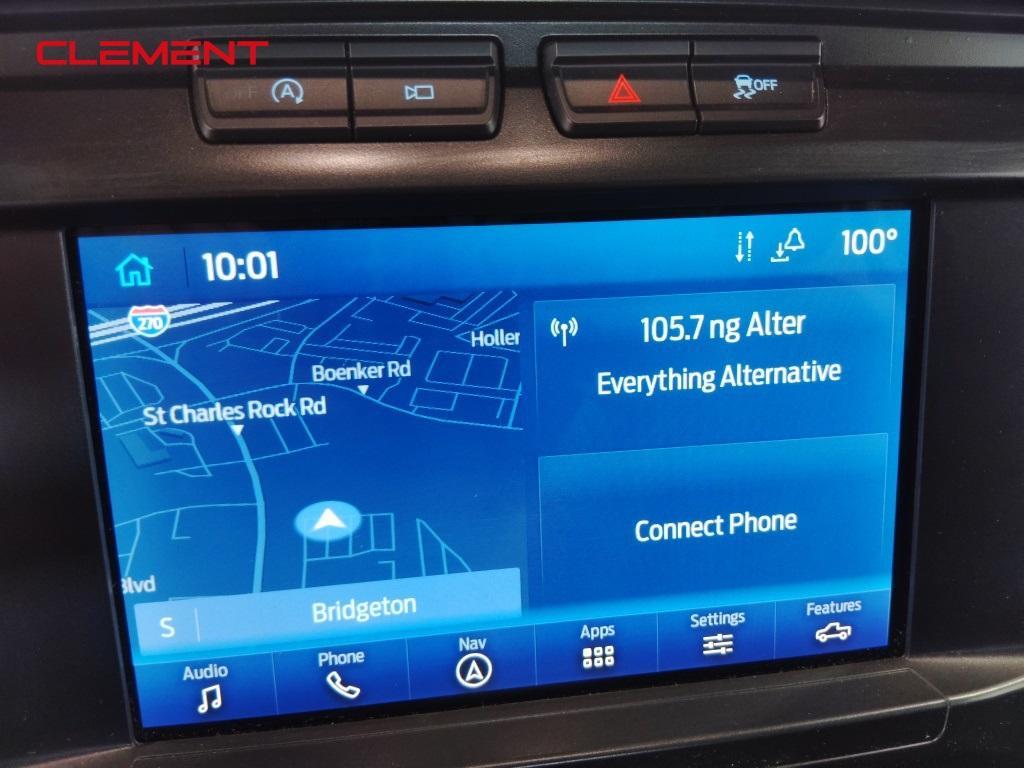 CLEMENT
OFF A
OFF
10:01
100°
270
Holler
Boenker Rd
St Charles Rock Rd
Blvd
S Bridgeton
105.7 ng Alter
Everything Alternative
Connect Phone
Audio
Phone
Nav
Apps
Settings
Features